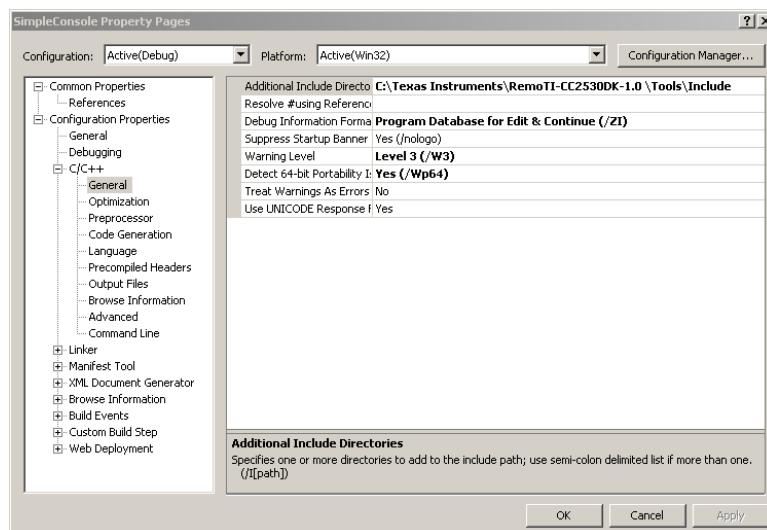 SimpleConsole Property Pages
Configuration: Active(Debug) Platform: Active(Win32) Configuration Manager...
Common Properties
References
Configuration Properties
General
Debugging
C/C++
General
Optimization
Preprocessor
Code Generation
Language
Precompiled Headers
Output Files
Browse Information
Advanced
Command Line
Linker
Manifest Tool
XML Document Generator
Browse Information
Build Events
Custom Build Step
Web Deployment
Additional Include Directo C:\Texas Instruments\RemoTI-CC2530DK-1.0 \Tools\Include
Resolve #using Referenc
Debug Information Forma Program Database for Edit & Continue (/ZI)
Suppress Startup Banner Yes (/nologo)
Warning Level Level 3 (/W3)
Detect 64-bit Portability I Yes (/Wp64)
Treat Warnings As Errors No
Use UNICODE Response F Yes
Additional Include Directories
Specifies one or more directories to add to the include path; use semi-colon delimited list if more than one.
(/I[path])
OK Cancel Apply